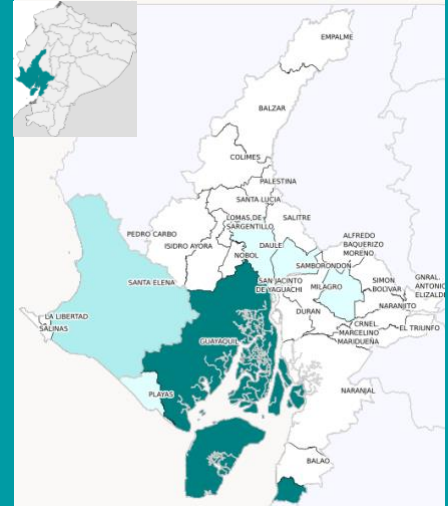 EMPALME
BALZAR
COLIMES
PALESTINA
SANTA LUCIA
LOMAS DE
SARGENTILLO
SALITRE
PEDRO CARBO
ISIDRO AYORA
DAULE
ALFREDO
BAQUERIZO
MORENO
NOBOL
SAMBORONDON
SANTA ELENA
SAN JACINTO
DE YAGUACHI
MILAGRO
SIMON
BOLIVAR
GNRAL.
ANTONIO
ELIZALDE
NARANJITO
LA LIBERTAD
SALINAS
DURAN
CRNEL.
MARCELINO
MARIDUEÑA
EL TRIUNFO
GUAYAQUIL
PLAYAS
NARANJAL
BALAO